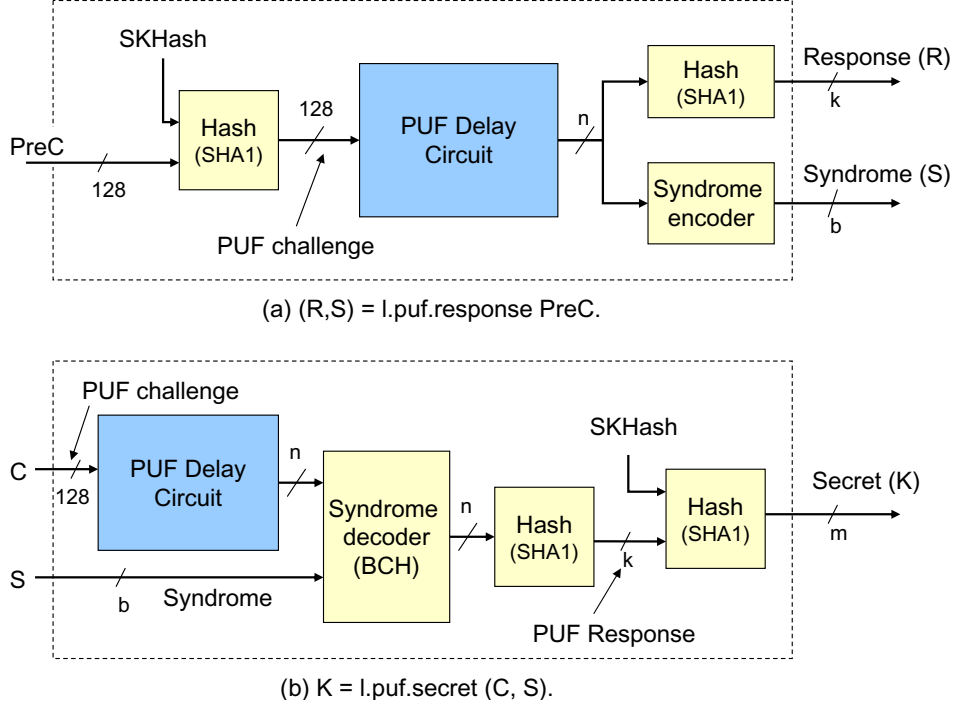 SKHash
PreC
128
Hash
(SHA1)
128
PUF challenge
PUF Delay
Circuit
n
Hash
(SHA1)
Response (R)
k
Syndrome
encoder
Syndrome (S)
b
(a) (R,S) = l.puf.response PreC.
PUF challenge
C
128
PUF Delay
Circuit
n
S
b
Syndrome
Syndrome
decoder
(BCH)
n
Hash
(SHA1)
k
PUF Response
SKHash
Hash
(SHA1)
Secret (K)
m
(b) K = l.puf.secret (C, S).